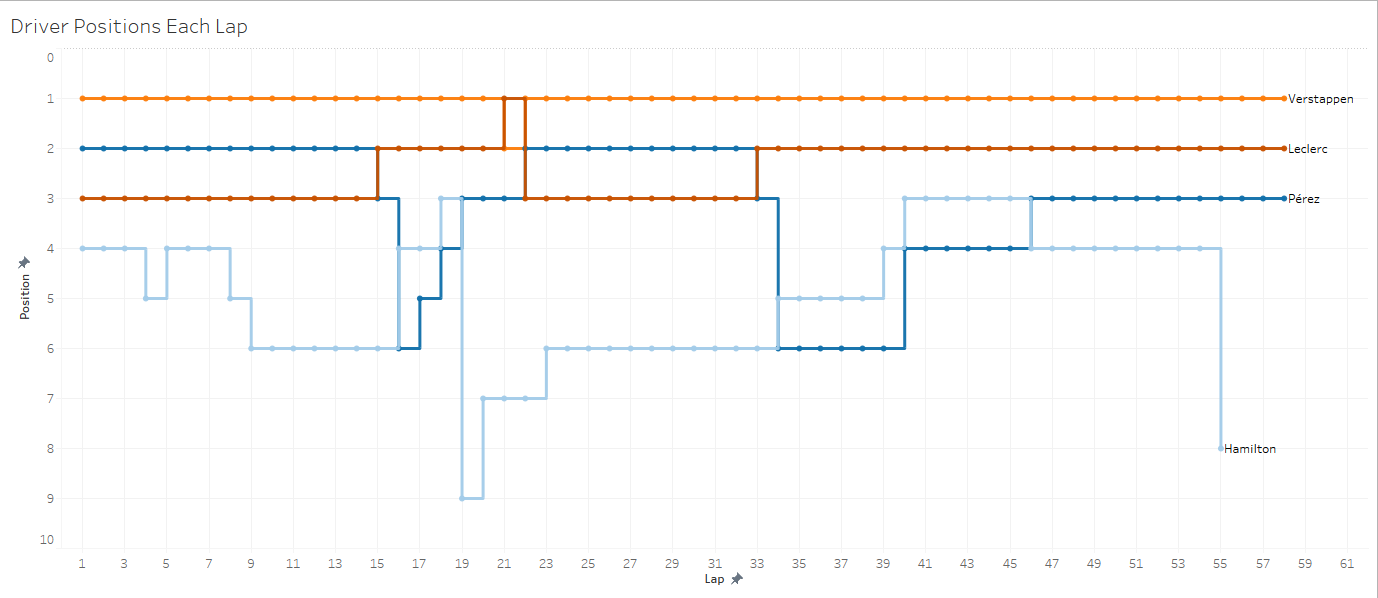 Driver Positions Each Lap
0
1
Verstappen
2
Leclerc
3
Pérez
4
5
6
7
8
Hamilton
9
10
Position
1 3 5 7 9 11 13 15 17 19 21 23 25 27 29 31 33 35 37 39 41 43 45 47 49 51 53 55 57 59 61
Lap